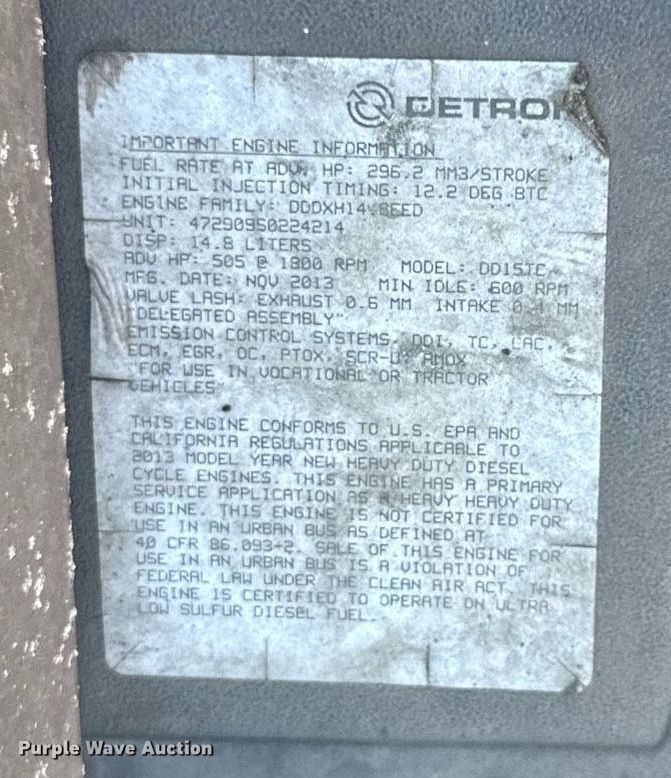 DETROI
IMPORTANT ENGINE INFORMATION
FUEL RATE AT ADV. HP: 296.2 MM3/STROKE
INITIAL INJECTION TIMING: 12.2 DEG BTC
ENGINE FAMILY: DDDXH14.8EED
UNIT: 472909S0224214
DISP: 14.8 LITERS
ADV HP: 505 @ 1800 RPM MODEL: DD15TC
MFG. DATE: NOV 2013 MIN IDLE: 600 RPM
VALVE LASH: EXHAUST 0.6 MM INTAKE 0.4 MM
"DELEGATED ASSEMBLY"
EMISSION CONTROL SYSTEMS, DDI, TC, CAC,
ECM, EGR, OC, PTOX, SCR-U, AMOX
"FOR USE IN VOCATIONAL OR TRACTOR
VEHICLES"
THIS ENGINE CONFORMS TO U.S. EPA AND
CALIFORNIA REGULATIONS APPLICABLE TO
2013 MODEL YEAR NEW HEAVY DUTY DIESEL
CYCLE ENGINES. THIS ENGINE HAS A PRIMARY
SERVICE APPLICATION AS A HEAVY HEAVY DUTY
ENGINE. THIS ENGINE IS NOT CERTIFIED FOR
USE IN AN URBAN BUS AS DEFINED AT
40 CFR 86.093-2. SALE OF THIS ENGINE FOR
USE IN AN URBAN BUS IS A VIOLATION OF
FEDERAL LAW UNDER THE CLEAN AIR ACT. THIS
ENGINE IS CERTIFIED TO OPERATE ON ULTRA
LOW SULFUR DIESEL FUEL.
Purple Wave Auction